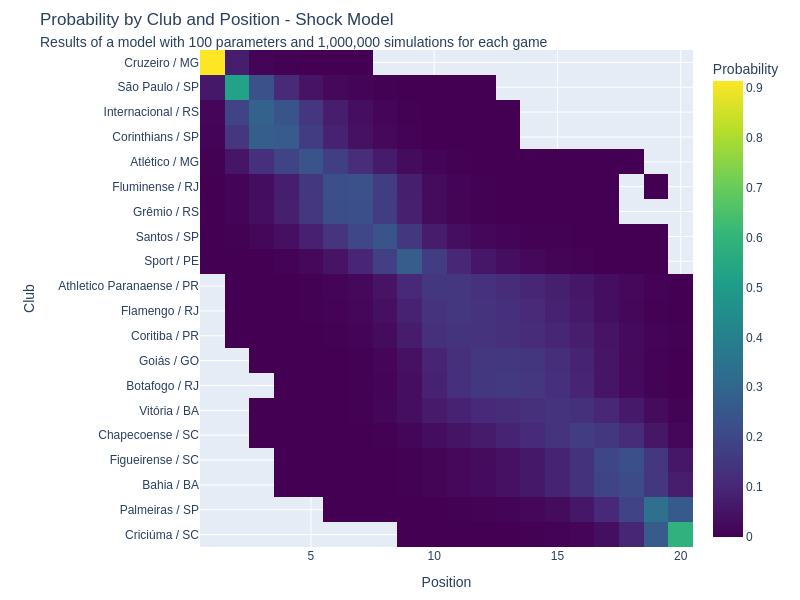 Probability by Club and Position - Shock Model
Results of a model with 100 parameters and 1,000,000 simulations for each game
Cruzeiro / MG
São Paulo / SP
Internacional / RS
Corinthians / SP
Atlético / MG
Fluminense / RJ
Grêmio / RS
Santos / SP
Sport / PE
Athletico Paranaense / PR
Flamengo / RJ
Coritiba / PR
Goiás / GO
Botafogo / RJ
Vitória / BA
Chapecoense / SC
Figueirense / SC
Bahia / BA
Palmeiras / SP
Criciúma / SC
Club
5
10
15
20
Position
Probability
0.9
0.8
0.7
0.6
0.5
0.4
0.3
0.2
0.1
0